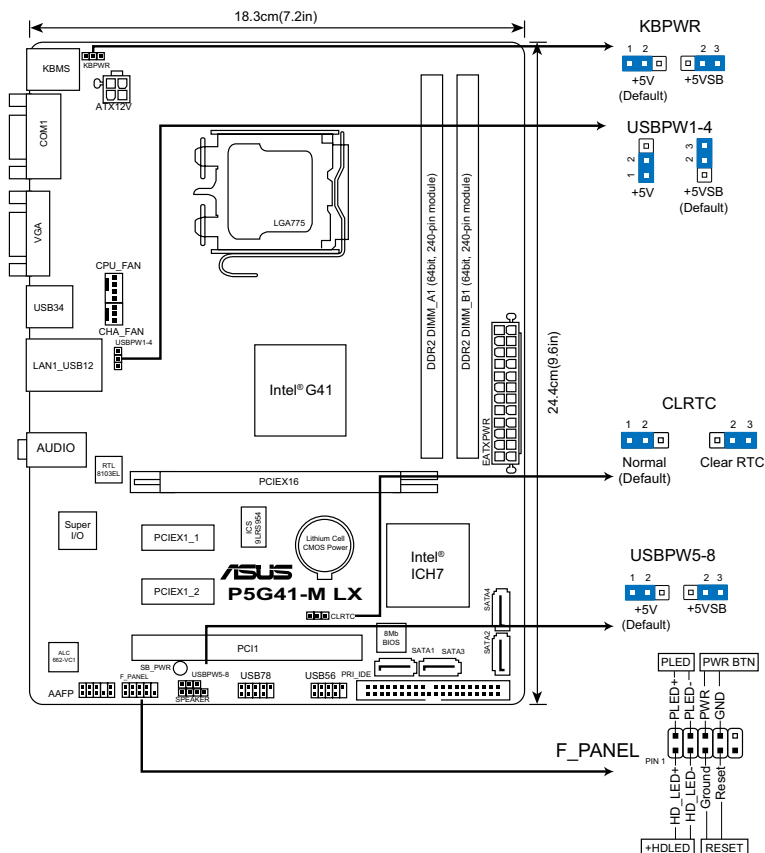 18.3cm(7.2in)
KBPWR
1 2
2 3
+5V
(Default)
+5VSB
USBPW1-4
2
1
3
2
+5V
+5VSB
(Default)
KBMS
KBPWR
ATX12V
COM1
VGA
LGA775
CPU_FAN
CHA_FAN
USB34
USBPW1-4
LAN1_USB12
DDR2 DIMM_A1 (64bit, 240-pin module)
DDR2 DIMM_B1 (64bit, 240-pin module)
24.4cm(9.6in)
EATXPWR
Intel® G41
AUDIO
RTL
8103EL
PCIEX16
CLRTC
1 2
2 3
Normal
(Default)
Clear RTC
Super
I/O
PCIEX1_1
ICS
9LRS954
Lithium Cell
CMOS Power
Intel®
ICH7
ASUS
P5G41-M LX
PCIEX1_2
CLRTC
SATA4
SATA2
USBPW5-8
1 2
2 3
+5V
(Default)
+5VSB
PCI1
8Mb
BIOS
ALC
662-VC1
SB_PWR
SATA1
SATA3
AAFP
F_PANEL
USBPW5-8
SPEAKER
USB78
USB56
PRI_IDE
F_PANEL
PLED
PWR BTN
PLED+
PLED-
PWR
GND
PIN 1
HD_LED+
HD_LED-
Ground
Reset
+HDLED
RESET